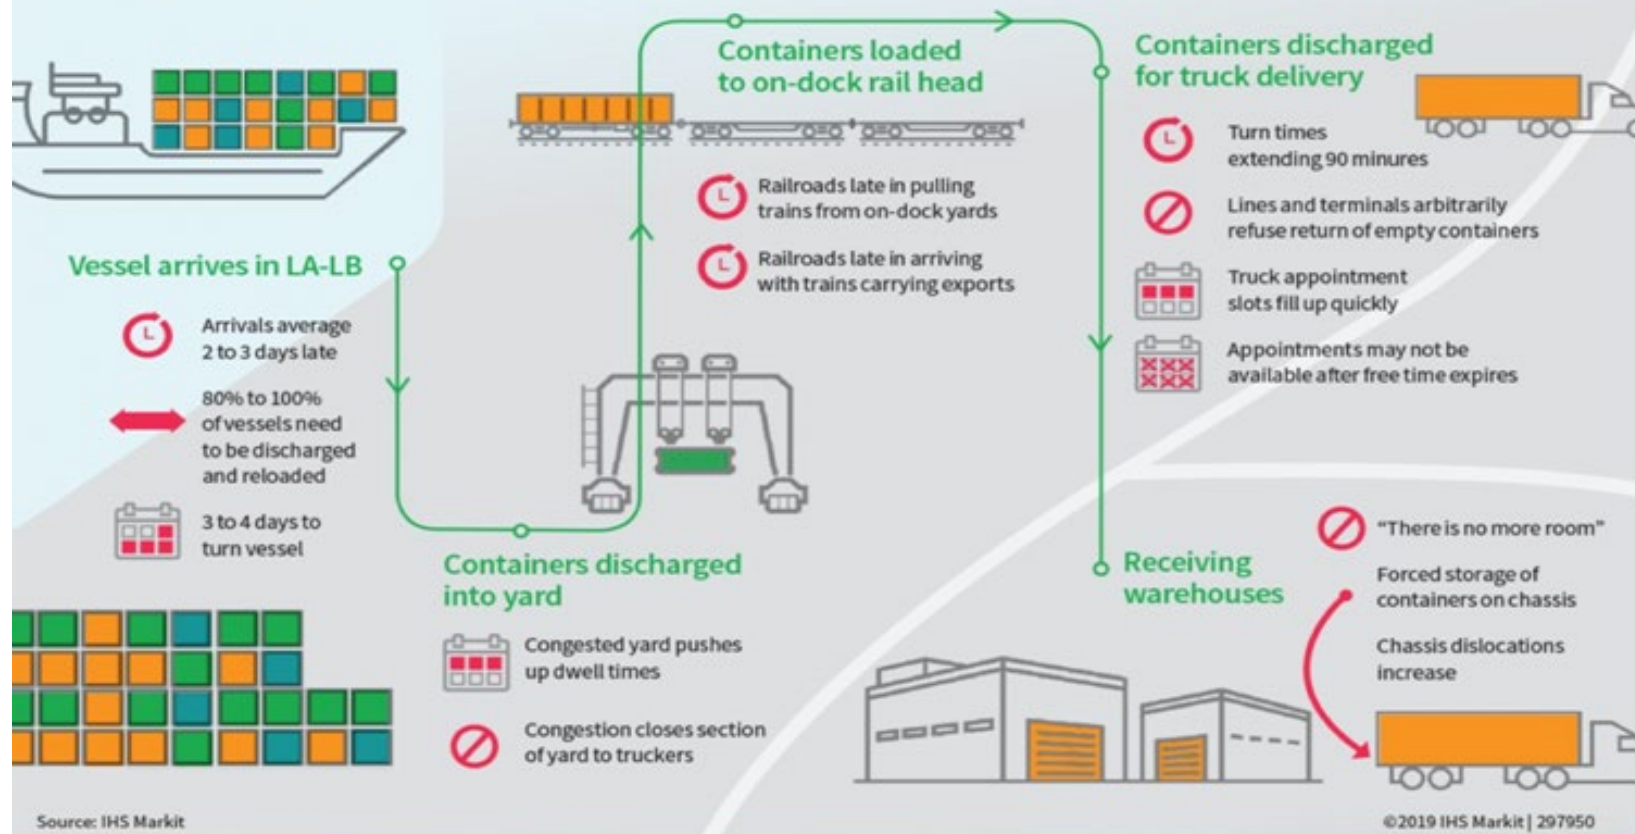 Vessel arrives in LA-LB
Arrivals average
2 to 3 days late
80% to 100%
of vessels need
to be discharged
and reloaded
3 to 4 days to
turn vessel
Containers discharged
into yard
Congested yard pushes
up dwell times
Congestion closes section
of yard to truckers
Containers loaded
to on-dock rail head
Railroads late in pulling
trains from on-dock yards
Railroads late in arriving
with trains carrying exports
Containers discharged
for truck delivery
Turn times
extending 90 minures
Lines and terminals arbitrarily
refuse return of empty containers
Truck appointment
slots fill up quickly
Appointments may not be
available after free time expires
Receiving
warehouses
“There is no more room”
Forced storage of
containers on chassis
Chassis dislocations
increase
Source: IHS Markit
©2019 IHS Markit | 297950